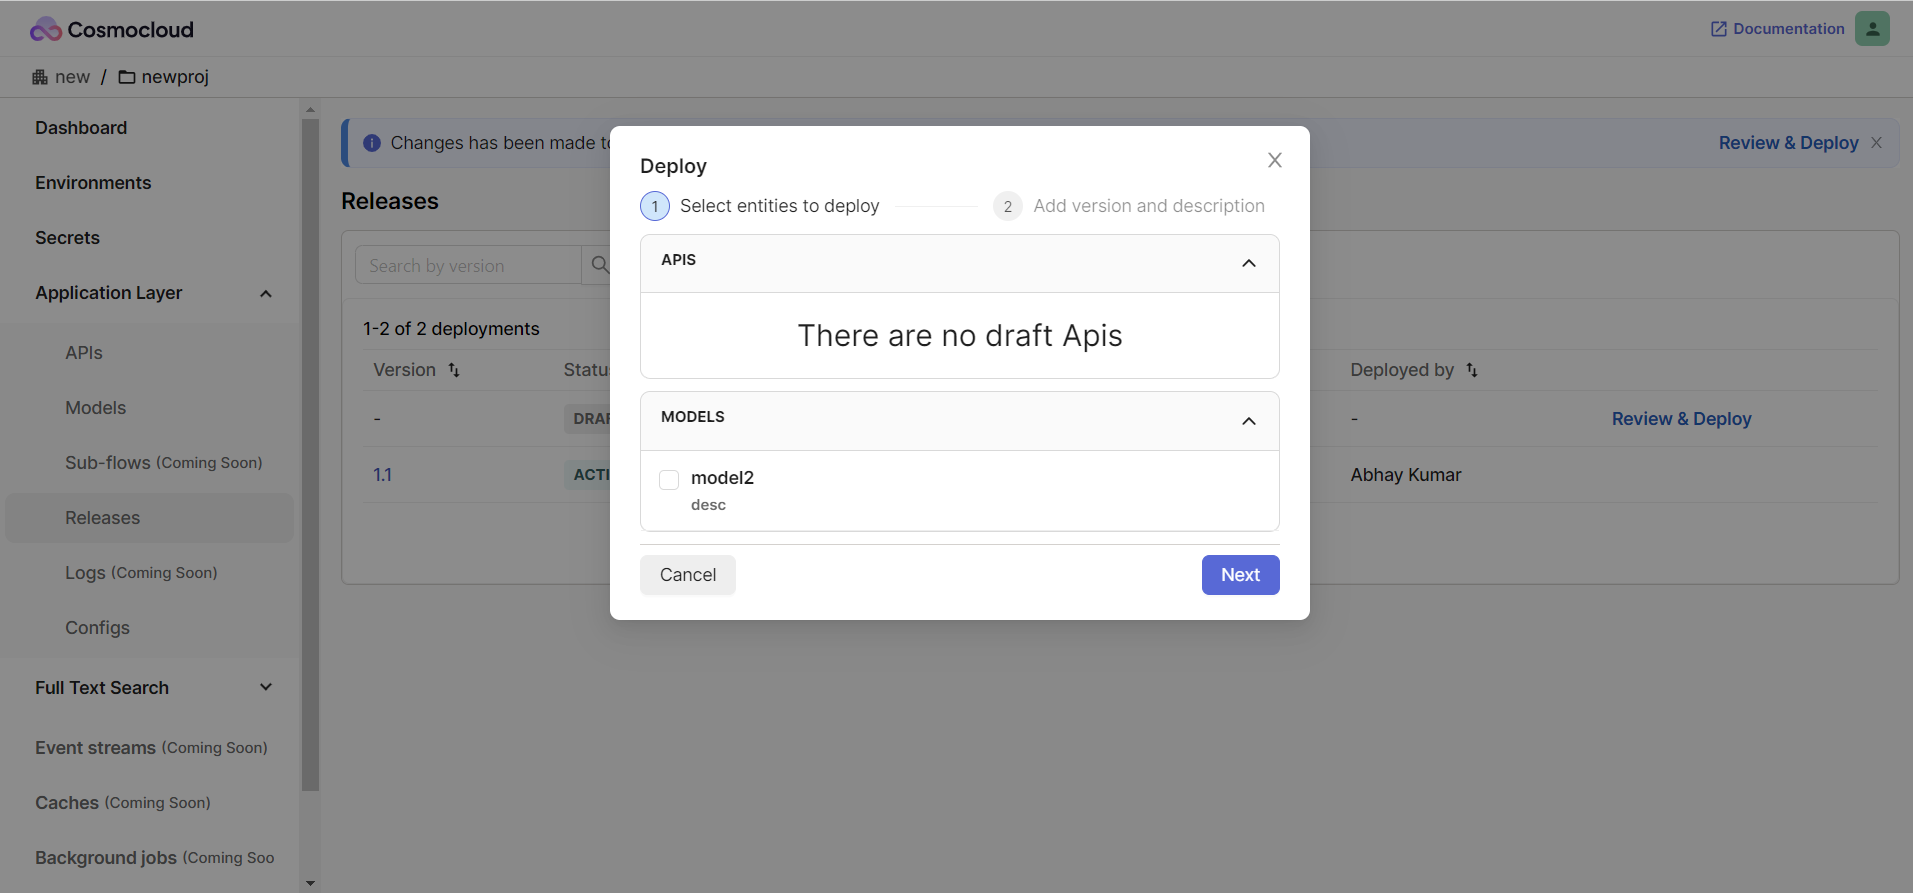 Cosmocloud
Documentation
new / newproj
Dashboard
Environments
Secrets
Application Layer
APIs
Models
Sub-flows (Coming Soon)
Releases
Logs (Coming Soon)
Configs
Full Text Search
Event streams (Coming Soon)
Caches (Coming Soon)
Background jobs (Coming Soo
Changes has been made to
Review & Deploy
Releases
Search by version
1-2 of 2 deployments
Version Statu Deployed by
- DRAF - Review & Deploy
1.1 ACTI Abhay Kumar
Deploy
1 Select entities to deploy 2 Add version and description
APIS
There are no draft Apis
MODELS
model2
desc
Cancel Next